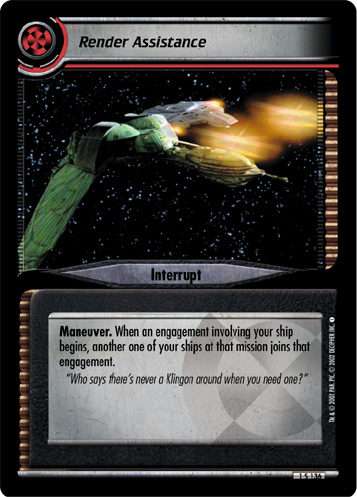 Render Assistance
Interrupt
Maneuver. When an engagement involving your ship
begins, another one of your ships at that mission joins that
engagement.
"Who says there's never a Klingon around when you need one?"
TM & © 2002 PAR. PIC. © 2002 DECIPHER INC.
1 S 136